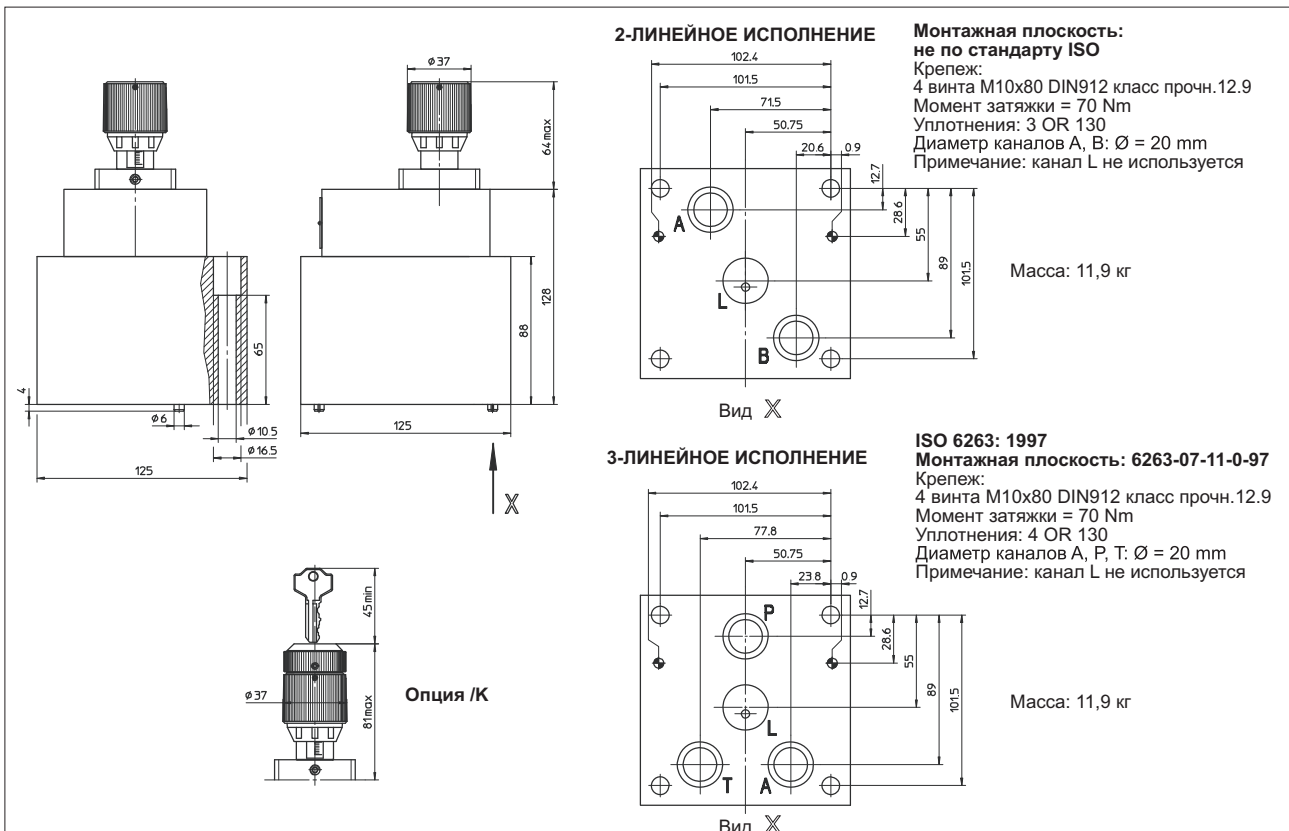 2-ЛИНЕЙНОЕ ИСПОЛНЕНИЕ
Монтажная плоскость:
не по стандарту ISO
Крепеж:
4 винта M10x80 DIN912 класс прочн.12.9
Момент затяжки = 70 Nm
Уплотнения: 3 OR 130
Диаметр каналов A, B: Ø = 20 mm
Примечание: канал L не используется
Масса: 11,9 кг
102.4
101.5
71.5
50.75
20.6
0.9
12.7
28.6
55
89
101.5
A
L
B
Вид X
ø37
64max
128
88
65
4
ø6
ø10.5
ø16.5
125
125
X
3-ЛИНЕЙНОЕ ИСПОЛНЕНИЕ
ISO 6263: 1997
Монтажная плоскость: 6263-07-11-0-97
Крепеж:
4 винта M10x80 DIN912 класс прочн.12.9
Момент затяжки = 70 Nm
Уплотнения: 4 OR 130
Диаметр каналов A, P, T: Ø = 20 mm
Примечание: канал L не используется
Масса: 11,9 кг
102.4
101.5
77.8
50.75
23.8
0.9
12.7
28.6
55
89
101.5
P
L
T
A
Вид X
45min
ø37
81max
Опция /K